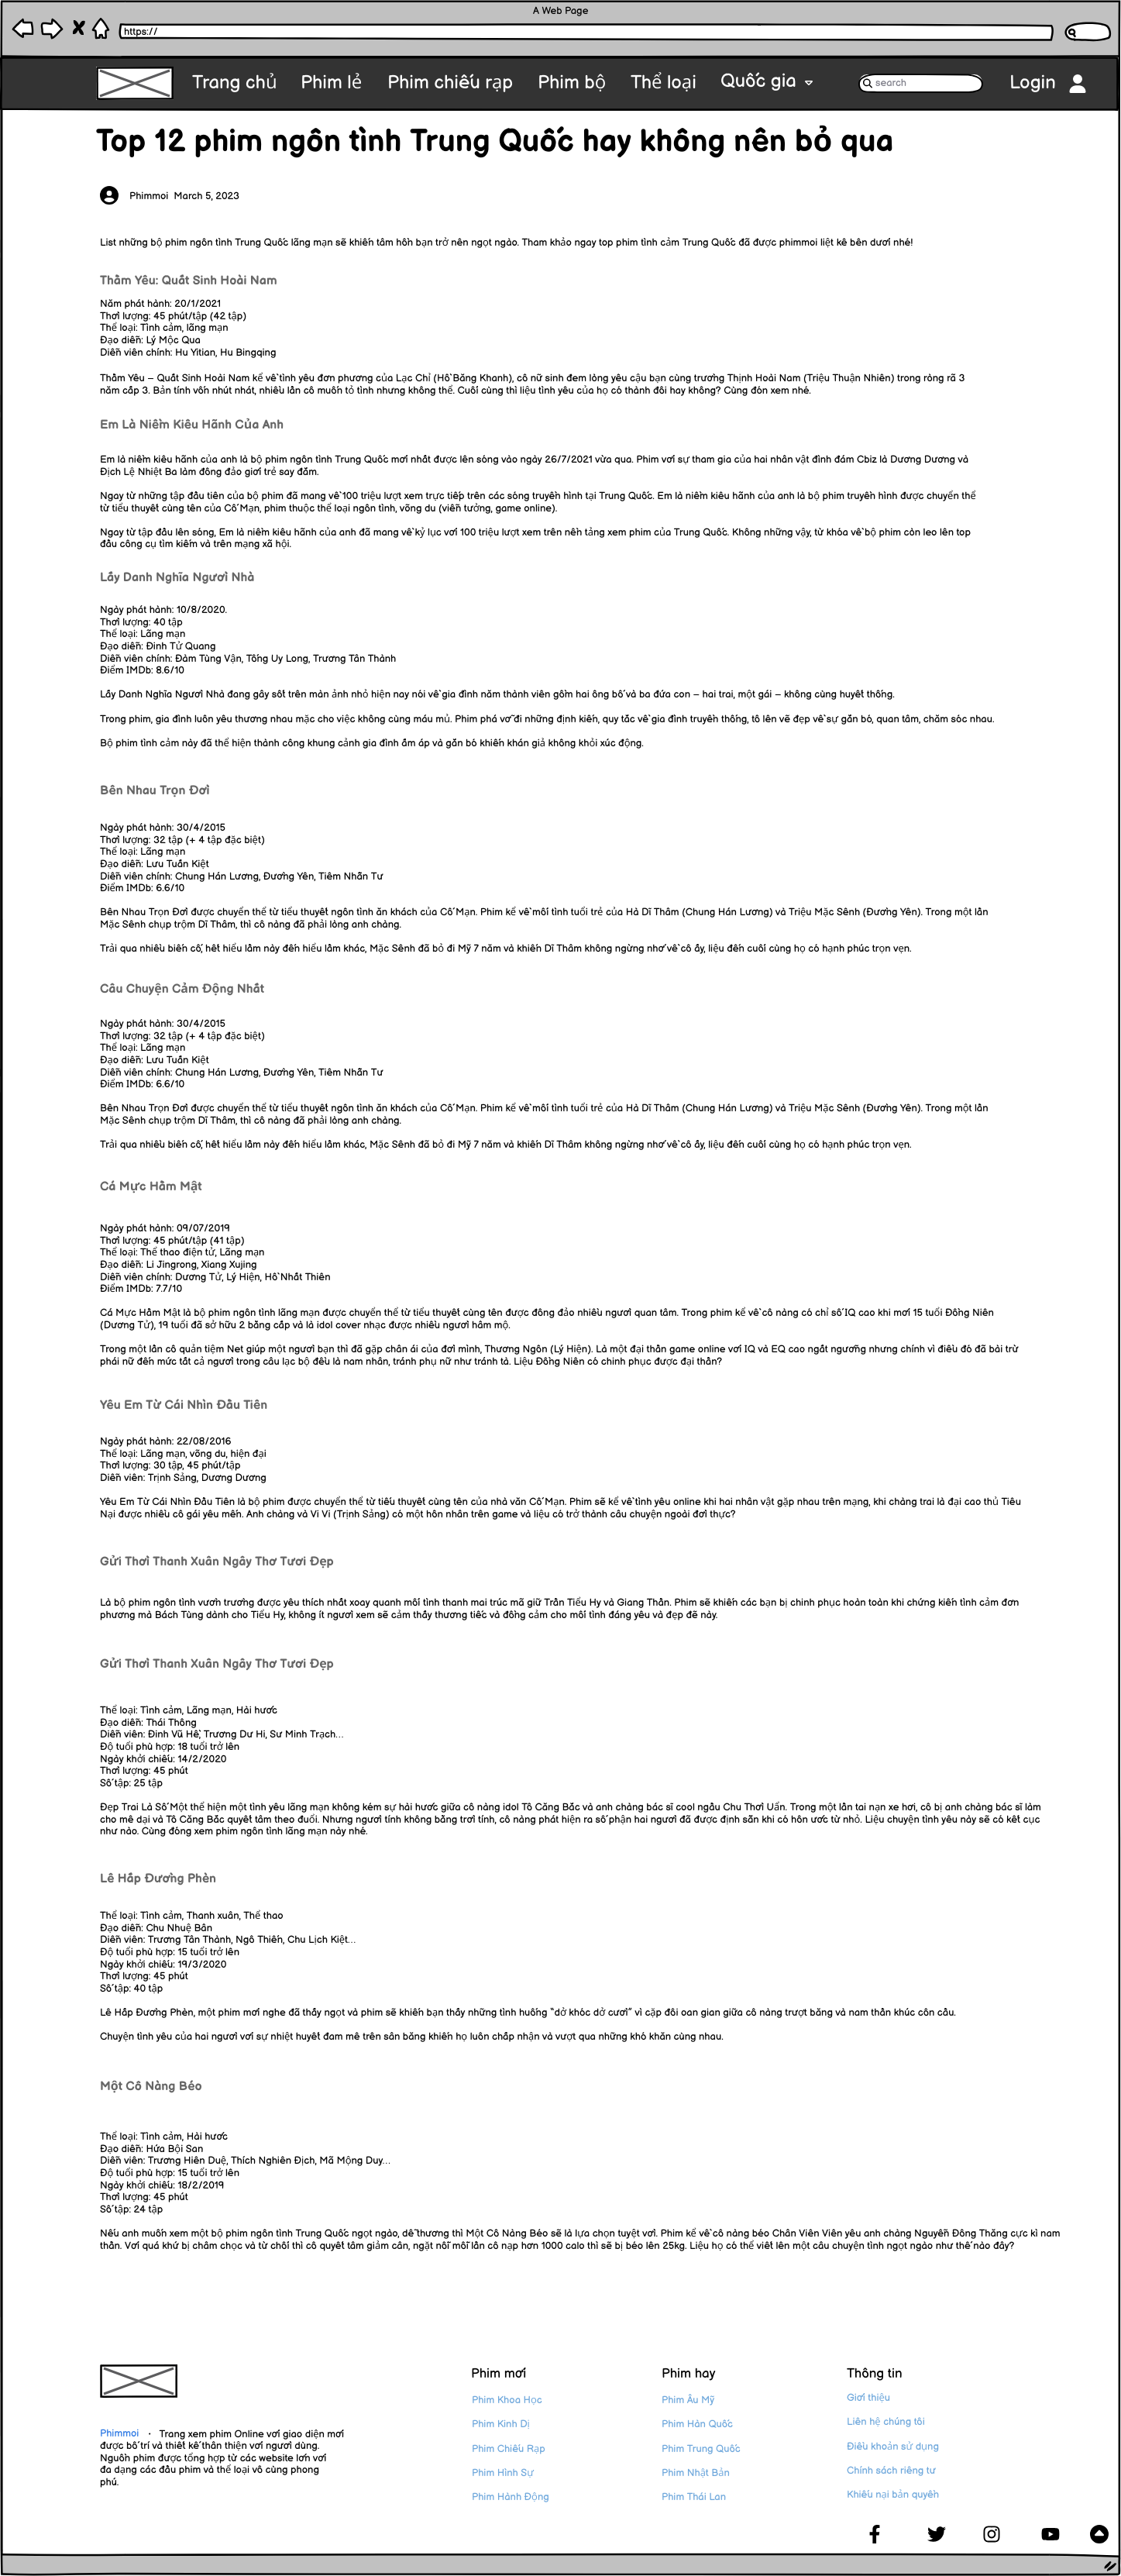 A Web Page
https://
Trang chủ Phim lẻ Phim chiếu rạp Phim bộ Thể loại Quốc gia search Login
Top 12 phim ngôn tình Trung Quốc hay không nên bỏ qua
Phimmoi March 5, 2023
List những bộ phim ngôn tình Trung Quốc lãng mạn sẽ khiến tâm hồn bạn trở nên ngọt ngào. Tham khảo ngay top phim tình cảm Trung Quốc đã được phimmoi liệt kê bên dưới nhé!
Thầm Yêu: Quất Sinh Hoài Nam
Năm phát hành: 20/1/2021
Thời lượng: 45 phút/tập (42 tập)
Thể loại: Tình cảm, lãng mạn
Đạo diễn: Lý Mộc Qua
Diễn viên chính: Hu Yitian, Hu Bingqing
Thầm Yêu – Quất Sinh Hoài Nam kể về tình yêu đơn phương của Lạc Chỉ (Hồ Băng Khanh), cô nữ sinh đem lòng yêu cậu bạn cùng trường Thịnh Hoài Nam (Triệu Thuận Nhiên) trong ròng rã 3
năm cấp 3. Bản tính vốn nhút nhát, nhiều lần cô muốn tỏ tình nhưng không thể. Cuối cùng thì liệu tình yêu của họ có thành đôi hay không? Cùng đón xem nhé.
Em Là Niềm Kiêu Hãnh Của Anh
Em là niềm kiêu hãnh của anh là bộ phim ngôn tình Trung Quốc mới nhất được lên sóng vào ngày 26/7/2021 vừa qua. Phim với sự tham gia của hai nhân vật đình đám Cbiz là Dương Dương và
Địch Lệ Nhiệt Ba làm đông đảo giới trẻ say đắm.
Ngay từ những tập đầu tiên của bộ phim đã mang về 100 triệu lượt xem trực tiếp trên các sóng truyền hình tại Trung Quốc. Em là niềm kiêu hãnh của anh là bộ phim truyền hình được chuyển thể
từ tiểu thuyết cùng tên của Cố Mạn, phim thuộc thể loại ngôn tình, võng du (viễn tưởng, game online).
Ngay từ tập đầu lên sóng, Em là niềm kiêu hãnh của anh đã mang về kỷ lục với 100 triệu lượt xem trên nền tảng xem phim của Trung Quốc. Không những vậy, từ khóa về bộ phim còn leo lên top
đầu công cụ tìm kiếm và trên mạng xã hội.
Lấy Danh Nghĩa Người Nhà
Ngày phát hành: 10/8/2020.
Thời lượng: 40 tập
Thể loại: Lãng mạn
Đạo diễn: Đinh Tử Quang
Diễn viên chính: Đàm Tùng Vận, Tống Uy Long, Trương Tân Thành
Điểm IMDb: 8.6/10
Lấy Danh Nghĩa Người Nhà đang gây sốt trên màn ảnh nhỏ hiện nay nói về gia đình năm thành viên gồm hai ông bố và ba đứa con – hai trai, một gái – không cùng huyết thống.
Trong phim, gia đình luôn yêu thương nhau mặc cho việc không cùng máu mủ. Phim phá vỡ đi những định kiến, quy tắc về gia đình truyền thống, tô lên vẽ đẹp về sự gắn bó, quan tâm, chăm sóc nhau.
Bộ phim tình cảm này đã thể hiện thành công khung cảnh gia đình ấm áp và gắn bó khiến khán giả không khỏi xúc động.
Bên Nhau Trọn Đời
Ngày phát hành: 30/4/2015
Thời lượng: 32 tập (+ 4 tập đặc biệt)
Thể loại: Lãng mạn
Đạo diễn: Lưu Tuấn Kiệt
Diễn viên chính: Chung Hán Lương, Đường Yên, Tiêm Nhẫn Tư
Điểm IMDb: 6.6/10
Bên Nhau Trọn Đời được chuyển thể từ tiểu thuyết ngôn tình ăn khách của Cố Mạn. Phim kể về mối tình tuổi trẻ của Hà Dĩ Thâm (Chung Hán Lương) và Triệu Mặc Sênh (Đường Yên). Trong một lần
Mặc Sênh chụp trộm Dĩ Thâm, thì cô nàng đã phải lòng anh chàng.
Trải qua nhiều biến cố, hết hiểu lầm này đến hiểu lầm khác, Mặc Sênh đã bỏ đi Mỹ 7 năm và khiến Dĩ Thâm không ngừng nhớ về cô ấy, liệu đến cuối cùng họ có hạnh phúc trọn vẹn.
Câu Chuyện Cảm Động Nhất
Ngày phát hành: 30/4/2015
Thời lượng: 32 tập (+ 4 tập đặc biệt)
Thể loại: Lãng mạn
Đạo diễn: Lưu Tuấn Kiệt
Diễn viên chính: Chung Hán Lương, Đường Yên, Tiêm Nhẫn Tư
Điểm IMDb: 6.6/10
Bên Nhau Trọn Đời được chuyển thể từ tiểu thuyết ngôn tình ăn khách của Cố Mạn. Phim kể về mối tình tuổi trẻ của Hà Dĩ Thâm (Chung Hán Lương) và Triệu Mặc Sênh (Đường Yên). Trong một lần
Mặc Sênh chụp trộm Dĩ Thâm, thì cô nàng đã phải lòng anh chàng.
Trải qua nhiều biến cố, hết hiểu lầm này đến hiểu lầm khác, Mặc Sênh đã bỏ đi Mỹ 7 năm và khiến Dĩ Thâm không ngừng nhớ về cô ấy, liệu đến cuối cùng họ có hạnh phúc trọn vẹn.
Cá Mực Hầm Mật
Ngày phát hành: 09/07/2019
Thời lượng: 45 phút/tập (41 tập)
Thể loại: Thể thao điện tử, Lãng mạn
Đạo diễn: Li Jingrong, Xiang Xujing
Diễn viên chính: Dương Tử, Lý Hiện, Hồ Nhất Thiên
Điểm IMDb: 7.7/10
Cá Mực Hầm Mật là bộ phim ngôn tình lãng mạn được chuyển thể từ tiểu thuyết cùng tên được đông đảo nhiều người quan tâm. Trong phim kể về cô nàng có chỉ số IQ cao khi mới 15 tuổi Đồng Niên
(Dương Tử), 19 tuổi đã sở hữu 2 bằng cấp và là idol cover nhạc được nhiều người hâm mộ.
Trong một lần cô quản tiệm Net giúp một người bạn thì đã gặp chân ái của đời mình, Thương Ngôn (Lý Hiện). Là một đại thần game online với IQ và EQ cao ngất ngưỡng nhưng chính vì điều đó đã bài trừ
phái nữ đến mức tất cả người trong câu lạc bộ đều là nam nhân, tránh phụ nữ như tránh tà. Liệu Đồng Niên có chinh phục được đại thần?
Yêu Em Từ Cái Nhìn Đầu Tiên
Ngày phát hành: 22/08/2016
Thể loại: Lãng mạn, võng du, hiện đại
Thời lượng: 30 tập, 45 phút/tập
Diễn viên: Trịnh Sảng, Dương Dương
Yêu Em Từ Cái Nhìn Đầu Tiên là bộ phim được chuyển thể từ tiểu thuyết cùng tên của nhà văn Cố Mạn. Phim sẽ kể về tình yêu online khi hai nhân vật gặp nhau trên mạng, khi chàng trai là đại cao thủ Tiêu
Nại được nhiều cô gái yêu mến. Anh chàng và Vi Vi (Trịnh Sảng) có một hôn nhân trên game và liệu có trở thành câu chuyện ngoài đời thực?
Gửi Thời Thanh Xuân Ngây Thơ Tươi Đẹp
Là bộ phim ngôn tình vườn trường được yêu thích nhất xoay quanh mối tình thanh mai trúc mã giữ Trần Tiểu Hy và Giang Thần. Phim sẽ khiến các bạn bị chinh phục hoàn toàn khi chứng kiến tình cảm đơn
phương mà Bách Tùng dành cho Tiểu Hy, không ít người xem sẽ cảm thấy thương tiếc và đồng cảm cho mối tình đáng yêu và đẹp đẽ này.
Gửi Thời Thanh Xuân Ngây Thơ Tươi Đẹp
Thể loại: Tình cảm, Lãng mạn, Hài hước
Đạo diễn: Thái Thông
Diễn viên: Đinh Vũ Hề, Trương Dư Hi, Sư Minh Trạch…
Độ tuổi phù hợp: 18 tuổi trở lên
Ngày khởi chiếu: 14/2/2020
Thời lượng: 45 phút
Số tập: 25 tập
Đẹp Trai Là Số Một thể hiện một tình yêu lãng mạn không kém sự hài hước giữa cô nàng idol Tô Căng Bắc và anh chàng bác sĩ cool ngầu Chu Thời Uẩn. Trong một lần tai nạn xe hơi, cô bị anh chàng bác sĩ làm
cho mê dại và Tô Căng Bắc quyết tâm theo đuổi. Nhưng người tính không bằng trời tính, cô nàng phát hiện ra số phận hai người đã được định sẵn khi có hôn ước từ nhỏ. Liệu chuyện tình yêu này sẽ có kết cục
như nào. Cùng đóng xem phim ngôn tình lãng mạn này nhé.
Lê Hấp Đường Phèn
Thể loại: Tình cảm, Thanh xuân, Thể thao
Đạo diễn: Chu Nhuệ Bân
Diễn viên: Trương Tân Thành, Ngô Thiến, Chu Lịch Kiệt…
Độ tuổi phù hợp: 15 tuổi trở lên
Ngày khởi chiếu: 19/3/2020
Thời lượng: 45 phút
Số tập: 40 tập
Lê Hấp Đường Phèn, một phim mới nghe đã thấy ngọt và phim sẽ khiến bạn thấy những tình huống “dở khóc dở cười” vì cặp đôi oan gian giữa cô nàng trượt băng và nam thần khúc côn cầu.
Chuyện tình yêu của hai người với sự nhiệt huyết đam mê trên sân băng khiến họ luôn chấp nhận và vượt qua những khó khăn cùng nhau.
Một Cô Nàng Béo
Thể loại: Tình cảm, Hài hước
Đạo diễn: Hứa Bội San
Diễn viên: Trương Hiên Duệ, Thích Nghiên Địch, Mã Mộng Duy…
Độ tuổi phù hợp: 15 tuổi trở lên
Ngày khởi chiếu: 18/2/2019
Thời lượng: 45 phút
Số tập: 24 tập
Nếu anh muốn xem một bộ phim ngôn tình Trung Quốc ngọt ngào, dễ thương thì Một Cô Nàng Béo sẽ là lựa chọn tuyệt vời. Phim kể về cô nàng béo Chân Viên Viên yêu anh chàng Nguyễn Đông Thăng cực kì nam
thần. Với quá khứ bị châm chọc và từ chối thì cô quyết tâm giảm cân, ngặt nỗi mỗi lần cô nạp hơn 1000 calo thì sẽ bị béo lên 25kg. Liệu họ có thể viết lên một câu chuyện tình ngọt ngào như thế nào đây?
Phimmoi · Trang xem phim Online với giao diện mới
được bố trí và thiết kế thân thiện với người dùng.
Nguồn phim được tổng hợp từ các website lớn với
đa dạng các đầu phim và thể loại vô cùng phong
phú.
Phim mới
Phim Khoa Học
Phim Kinh Dị
Phim Chiếu Rạp
Phim Hình Sự
Phim Hành Động
Phim hay
Phim Âu Mỹ
Phim Hàn Quốc
Phim Trung Quốc
Phim Nhật Bản
Phim Thái Lan
Thông tin
Giới thiệu
Liên hệ chúng tôi
Điều khoản sử dụng
Chính sách riêng tư
Khiếu nại bản quyền